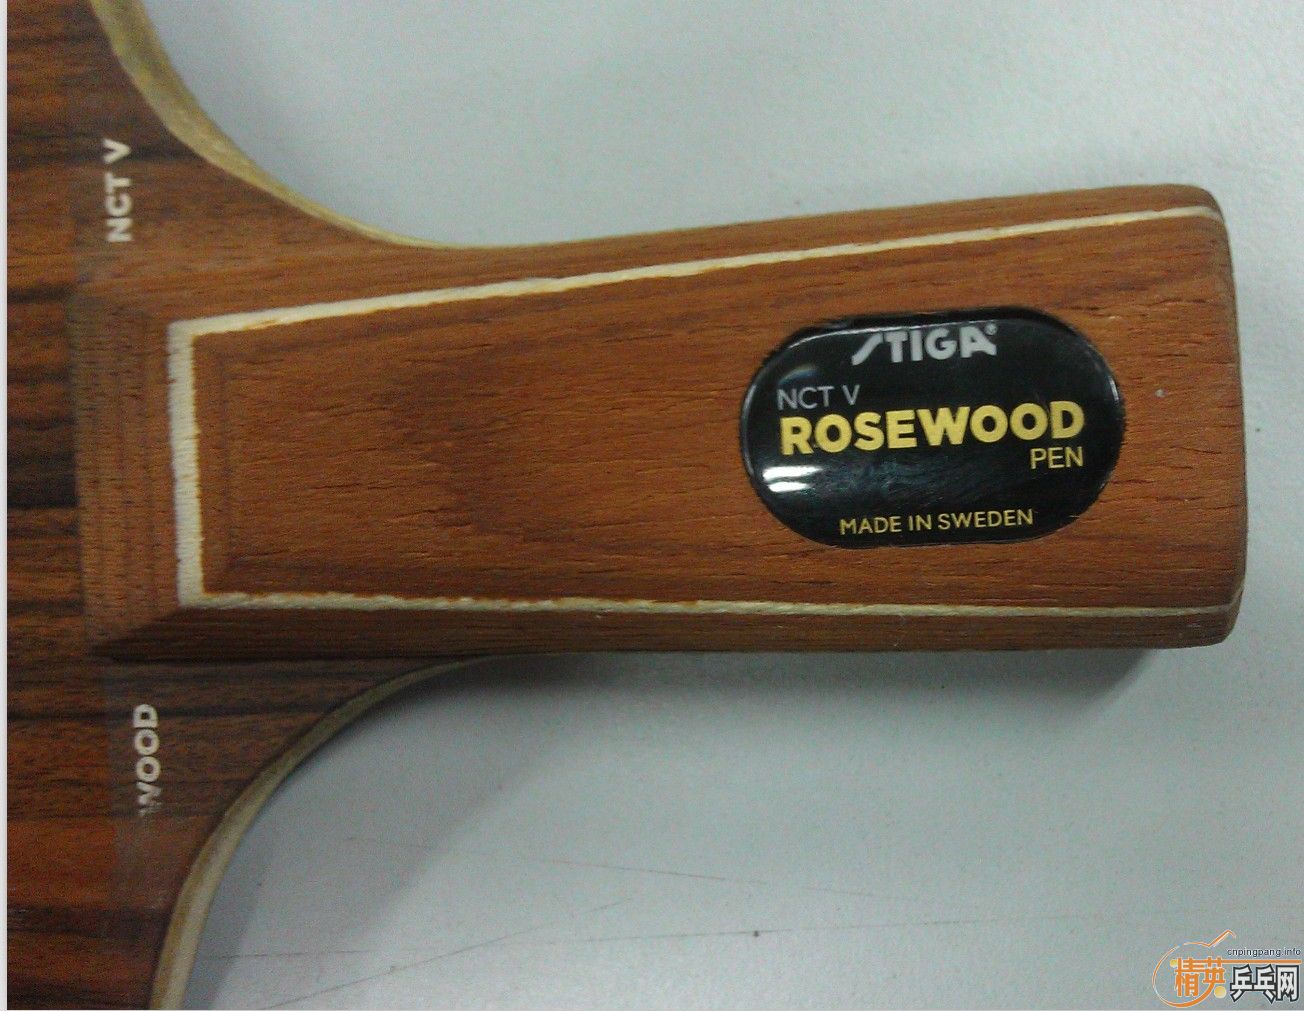 NCT V
STIGA®
NCT V
ROSEWOOD
PEN
MADE IN SWEDEN
WOOD
cnpingpang.info
精英乒乓网